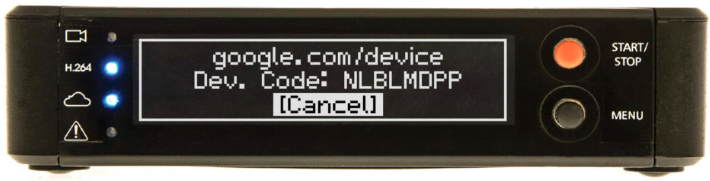 google.com/device
Dev. Code: NLBLMDPP
[Cancel]
H.264
START/
STOP
MENU